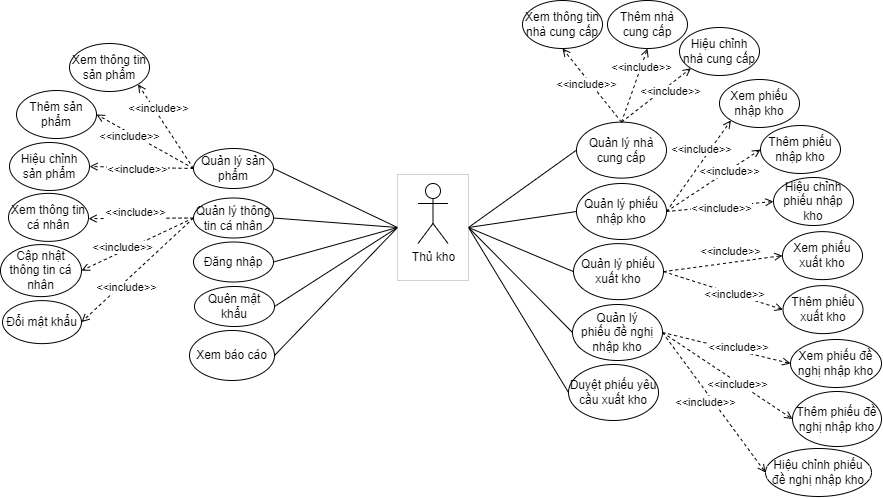 Xem thông tin
sản phẩm
<<include>>
Thêm sản
phẩm
<<include>>
Hiệu chỉnh
sản phẩm
<<include>>
Quản lý sản
phẩm
Xem thông tin
cá nhân
<<include>>
Quản lý thông
tin cá nhân
Cập nhật
thông tin cá
nhân
<<include>>
Đổi mật khẩu
<<include>>
Đăng nhập
Quên mật
khẩu
Xem báo cáo
Thủ kho
Xem thông tin
nhà cung cấp
Thêm nhà
cung cấp
Hiệu chỉnh
nhà cung cấp
<<include>>
<<include>>
<<include>>
Quản lý nhà
cung cấp
Xem phiếu
nhập kho
Thêm phiếu
nhập kho
Hiệu chỉnh
phiếu nhập
kho
<<include>>
<<include>>
<<include>>
Quản lý phiếu
nhập kho
Xem phiếu
xuất kho
<<include>>
Quản lý phiếu
xuất kho
<<include>>
Thêm phiếu
xuất kho
Quản lý
phiếu đề nghị
nhập kho
<<include>>
Xem phiếu đề
nghị nhập kho
<<include>>
Thêm phiếu đề
nghị nhập kho
<<include>>
Hiệu chỉnh phiếu
đề nghị nhập kho
Duyệt phiếu yêu
cầu xuất kho